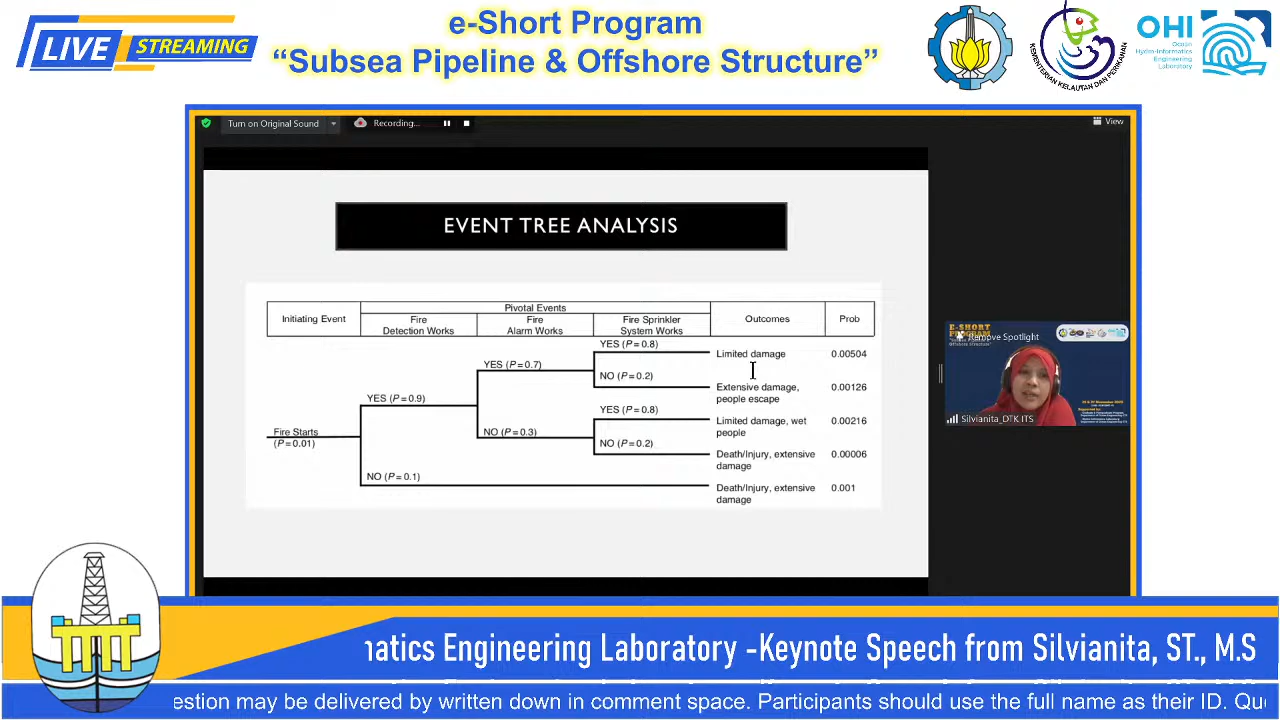 LIVE STREAMING
e-Short Program
“Subsea Pipeline & Offshore Structure”
KEMENTERIAN KELAUTAN DAN PERIKANAN
OHI
Ocean
Hydro-Informatics
Engineering
Laboratory
Turn on Original Sound
Recording...
View
EVENT TREE ANALYSIS
Pivotal Events
Initiating Event
Fire
Detection Works
Fire
Alarm Works
Fire Sprinkler
System Works
Outcomes
Prob
YES (P = 0.8)
Limited damage
0.00504
YES (P = 0.7)
NO (P = 0.2)
Extensive damage,
people escape
0.00126
YES (P = 0.9)
YES (P = 0.8)
Limited damage, wet
people
0.00216
Fire Starts
(P = 0.01)
NO (P = 0.3)
NO (P = 0.2)
Death/Injury, extensive
damage
0.00006
NO (P = 0.1)
Death/Injury, extensive
damage
0.001
E-SHORT
PROGRAM
Remove Spotlight
Silvianita_DTK ITS
matics Engineering Laboratory -Keynote Speech from Silvianita, ST., M.S
estion may be delivered by written down in comment space. Participants should use the full name as their ID. Que